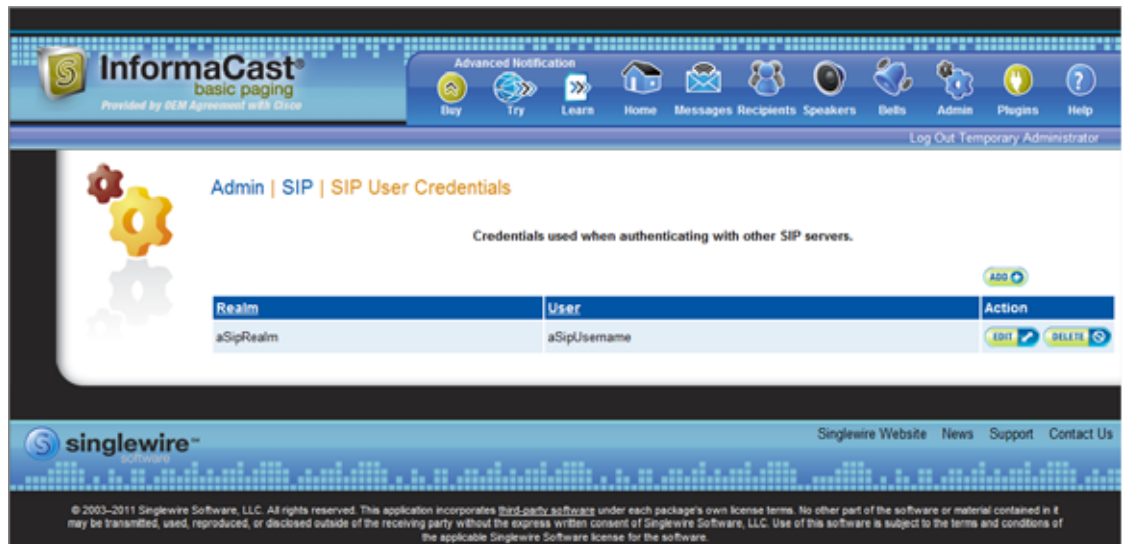 InformaCast®
basic paging
Provided by OEM Agreement with Cisco
Advanced Notification
Buy Try Learn Home Messages Recipients Speakers Bells Admin Plugins Help
Log Out Temporary Administrator
Admin | SIP | SIP User Credentials
Credentials used when authenticating with other SIP servers.
ADD
Realm User Action
aSipRealm aSipUsername EDIT DELETE
singlewire™
software
Singlewire Website News Support Contact Us
© 2003–2011 Singlewire Software, LLC. All rights reserved. This application incorporates third-party software under each package's own license terms. No other part of the software or material contained in it
may be transmitted, used, reproduced, or disclosed outside of the receiving party without the express written consent of Singlewire Software, LLC. Use of this software is subject to the terms and conditions of
the applicable Singlewire Software license for the software.